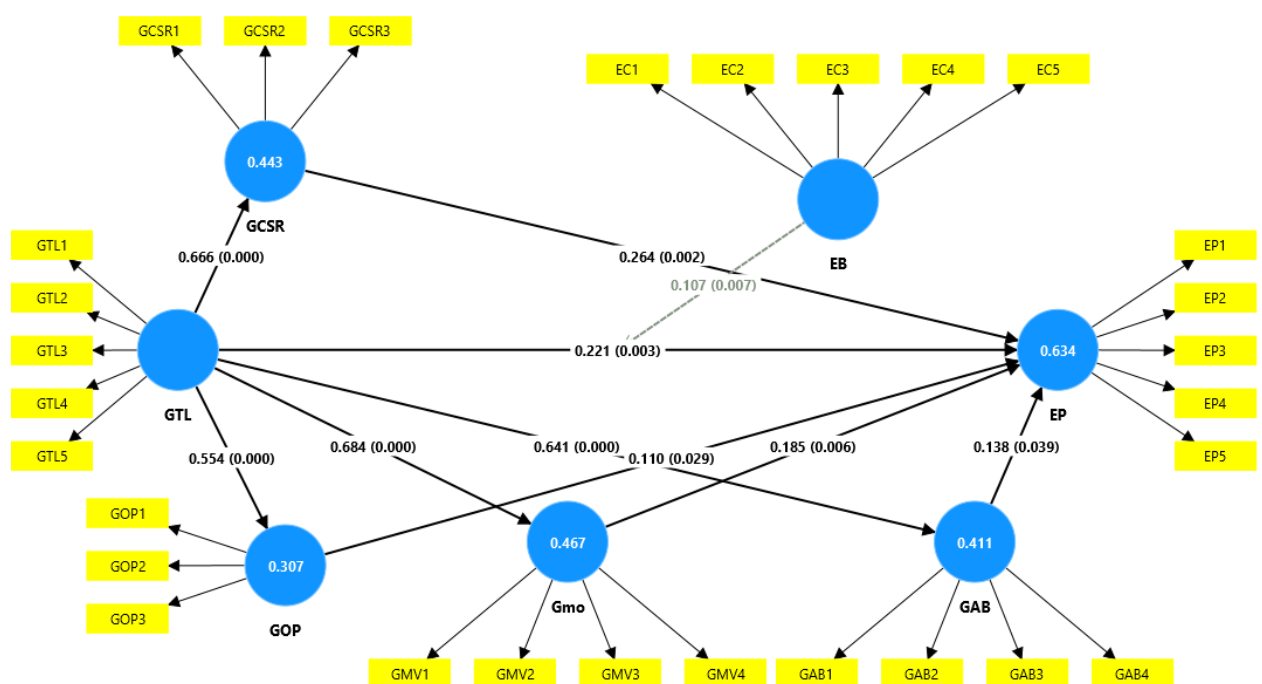 GCSR1
GCSR2
GCSR3
EC1
EC2
EC3
EC4
EC5
0.443
GCSR
EB
GTL1
GTL2
GTL3
GTL4
GTL5
GTL
0.666 (0.000)
0.264 (0.002)
0.107 (0.007)
0.221 (0.003)
EP1
EP2
EP3
EP4
EP5
0.634
EP
0.554 (0.000)
0.684 (0.000)
0.641 (0.000)
0.110 (0.029)
0.185 (0.006)
0.138 (0.039)
GOP1
GOP2
GOP3
0.307
GOP
0.467
Gmo
0.411
GAB
GMV1
GMV2
GMV3
GMV4
GAB1
GAB2
GAB3
GAB4